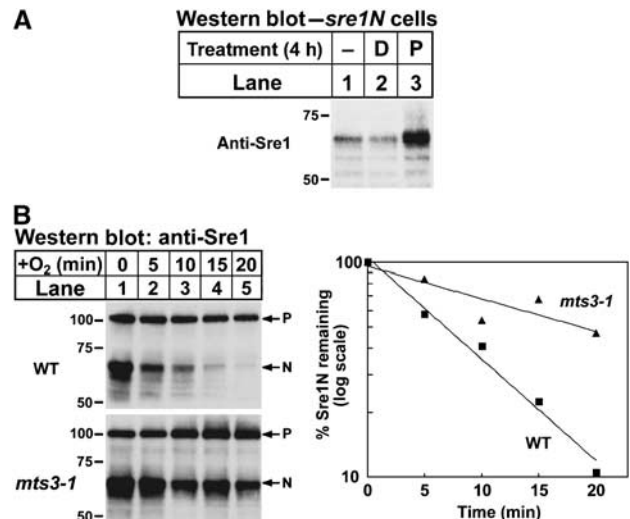 A
Western blot–sre1N cells
Treatment (4 h) – D P
Lane 1 2 3
75
Anti-Sre1
50
B
Western blot: anti-Sre1
+O2 (min) 0 5 10 15 20
Lane 1 2 3 4 5
100 P
WT 75 N
50
100 P
mts3-1 75 N
50
% Sre1N remaining
(log scale)
100
mts3-1
WT
10
0 5 10 15 20
Time (min)